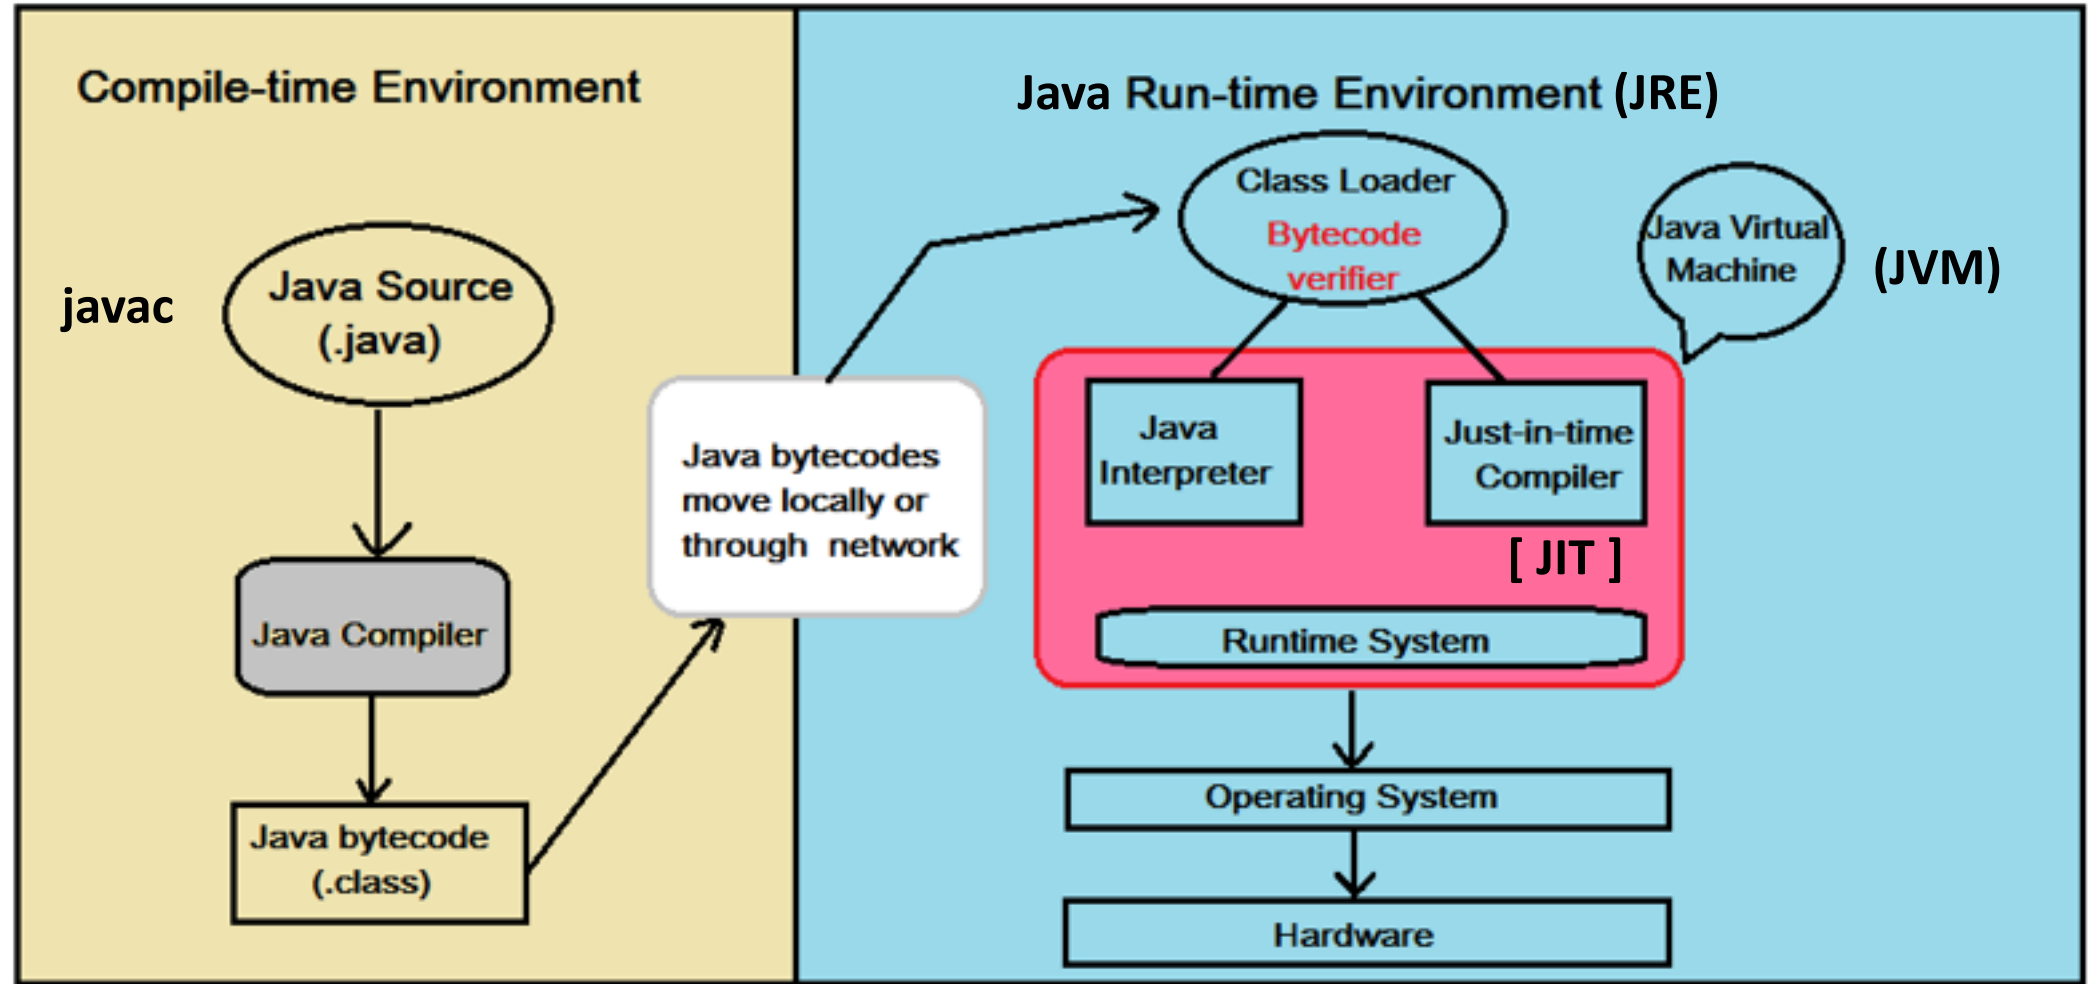 Compile-time Environment
javac
Java Source
(.java)
Java Compiler
Java bytecode
(.class)
Java bytecodes
move locally or
through network
Java Run-time Environment (JRE)
Class Loader
Bytecode
verifier
Java Virtual
Machine
(JVM)
Java
Interpreter
Just-in-time
Compiler
[ JIT ]
Runtime System
Operating System
Hardware